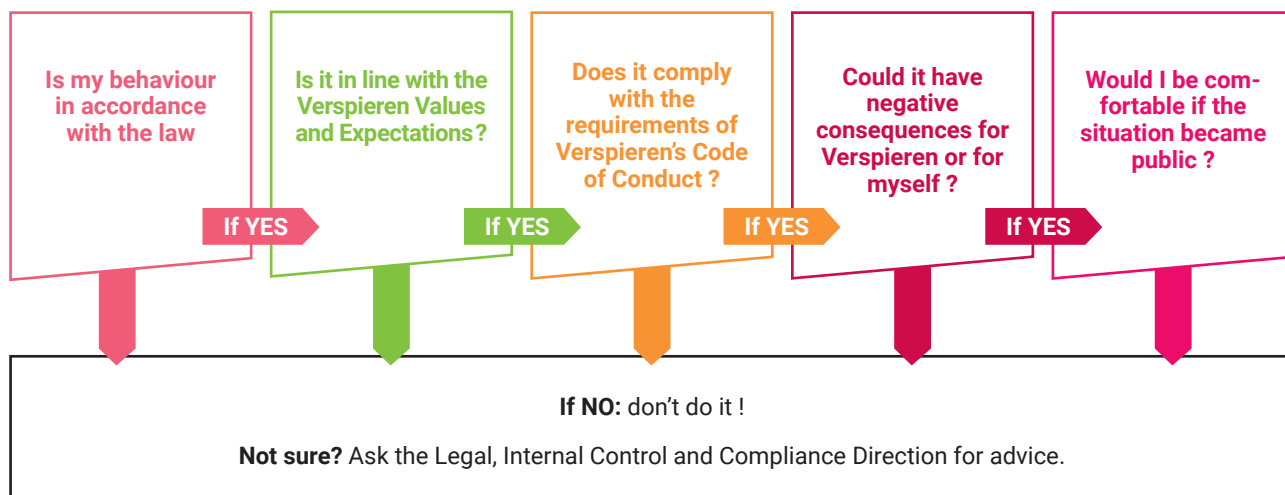 Is my behaviour
in accordance
with the law
Is it in line with the
Verspieren Values
and Expectations?
Does it comply
with the
requirements of
Verspieren's Code
of Conduct ?
Could it have
negative
consequences for
Verspieren or for
myself ?
Would I be com-
fortable if the
situation became
public ?
If YES
If YES
If YES
If YES
If NO: don't do it !
Not sure? Ask the Legal, Internal Control and Compliance Direction for advice.